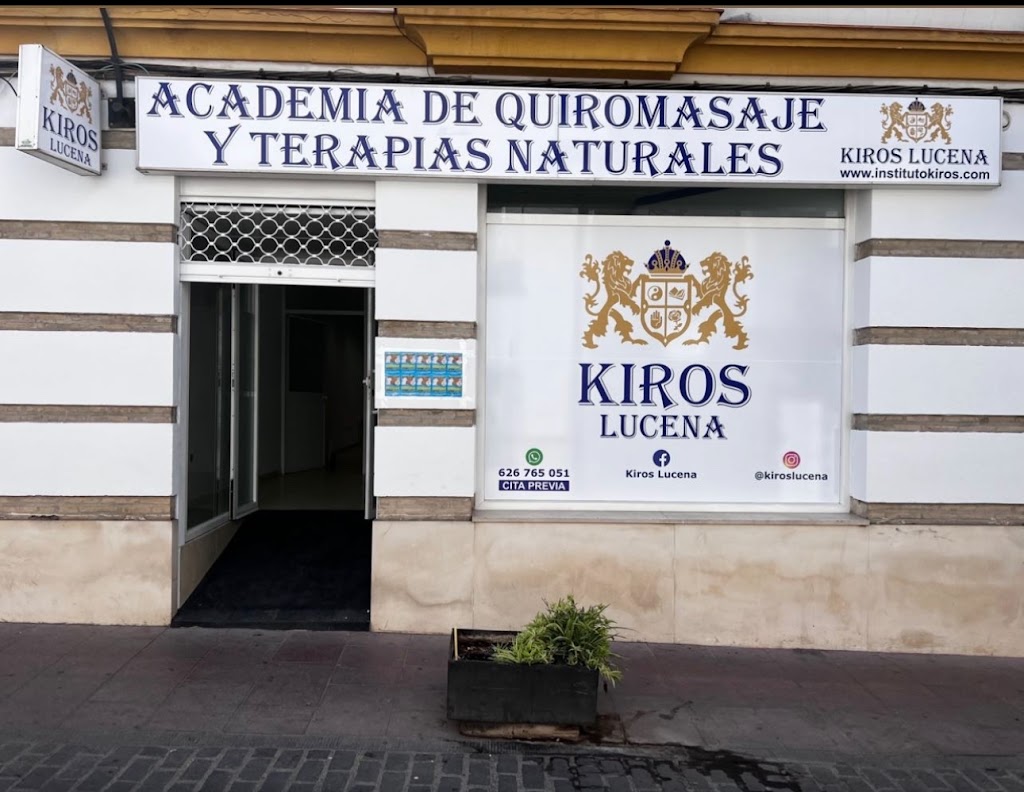 KIROS
LUCENA
ACADEMIA DE QUIROMASAJE
Y TERAPIAS NATURALES
KIROS LUCENA
www.institutokiros.com
KIROS
LUCENA
626 765 051
CITA PREVIA
Kiros Lucena
@kiroslucena